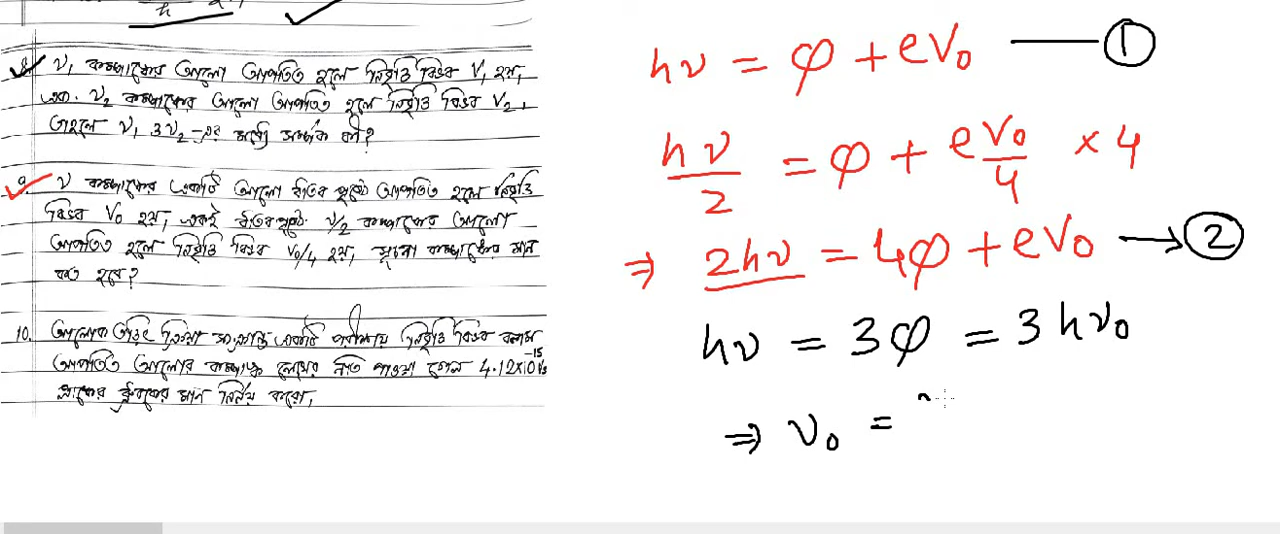 h
8. ν₁ কম্পাঙ্কের আলো আপতিত হলে নিবৃত্তি বিভব V₁ হয়,
এবং ν₂ কম্পাঙ্কের আলো আপতিত হলে নিবৃত্তি বিভব V₂,
তাহলে ν₁ ও ν₂-এর মধ্যে সম্পর্ক কী?
9. ν কম্পাঙ্কের একটি আলো ধাতব পৃষ্ঠে আপতিত হলে নিবৃত্তি
বিভব V₀ হয়, একই ধাতব পৃষ্ঠে ν/2 কম্পাঙ্কের আলো
আপতিত হলে নিবৃত্তি বিভব V₀/4 হয়, সূচনা কম্পাঙ্কের মান
কত হবে?
10. আলোক তড়িৎ ক্রিয়া সংক্রান্ত একটি পরীক্ষায় নিবৃত্তি বিভব বনাম
আপতিত আলোর কম্পাঙ্ক লেখের নতি পাওয়া গেল 4.12×10⁻¹⁵ Vs
প্লাঙ্কের ধ্রুবকের মান নির্ণয় করো,
hν = φ + eV₀ —— ①
hν/2 = φ + eV₀/4 × 4
⇒ 2hν = 4φ + eV₀ → ②
hν = 3φ = 3hν₀
⇒ ν₀ =